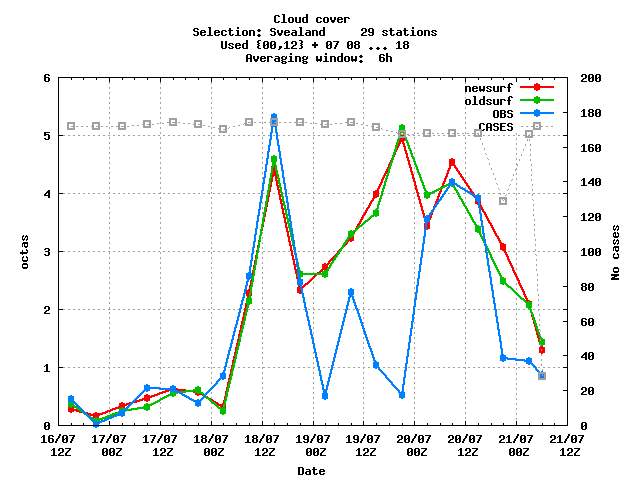 Cloud cover
Selection: Svealand     29 stations
Used {00,12} + 07 08 ... 18
Averaging window:  6h
newsurf
oldsurf
OBS
CASES
6
5
4
3
2
1
0
octas
200
180
160
140
120
100
80
60
40
20
0
No cases
16/07 17/07 17/07 18/07 18/07 19/07 19/07 20/07 20/07 21/07 21/07
12Z 00Z 12Z 00Z 12Z 00Z 12Z 00Z 12Z 00Z 12Z
Date